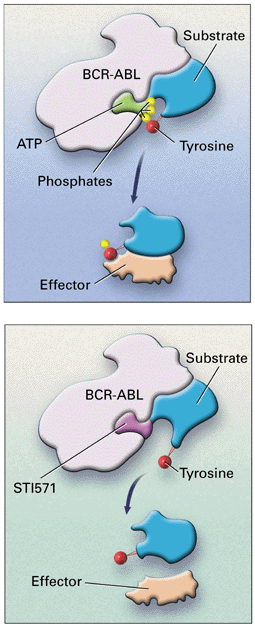 Substrate
BCR-ABL
ATP
Tyrosine
Phosphates
Effector
Substrate
BCR-ABL
Tyrosine
STI571
Effector